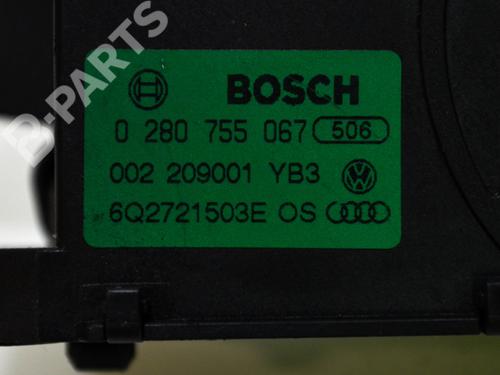 B-PARTS
BOSCH
0 280 755 067 506
002 209001 YB3
6Q2721503E OS